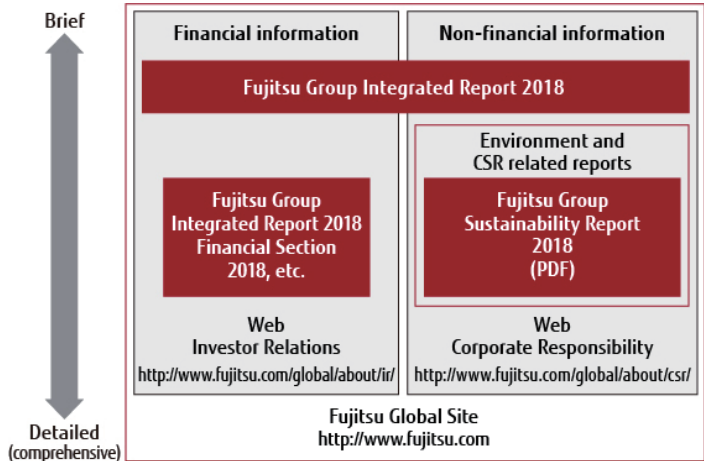 Brief
Financial information
Non-financial information
Fujitsu Group Integrated Report 2018
Environment and
CSR related reports
Fujitsu Group
Integrated Report 2018
Financial Section
2018, etc.
Fujitsu Group
Sustainability Report
2018
(PDF)
Web
Investor Relations
http://www.fujitsu.com/global/about/ir/
Web
Corporate Responsibility
http://www.fujitsu.com/global/about/csr/
Detailed
(comprehensive)
Fujitsu Global Site
http://www.fujitsu.com